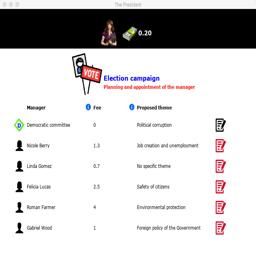 The President
0.20
VOTE
Election campaign
Planning and appointment of the manager
Manager Fee Proposed theme
D Democratic committee 0 Political corruption
Nicole Berry 1.3 Job creation and unemployment
Linda Gomez 0.7 No specific theme
Felicia Lucas 2.5 Safety of citizens
Roman Farmer 4 Environmental protection
Gabriel Wood 1 Foreign policy of the Government